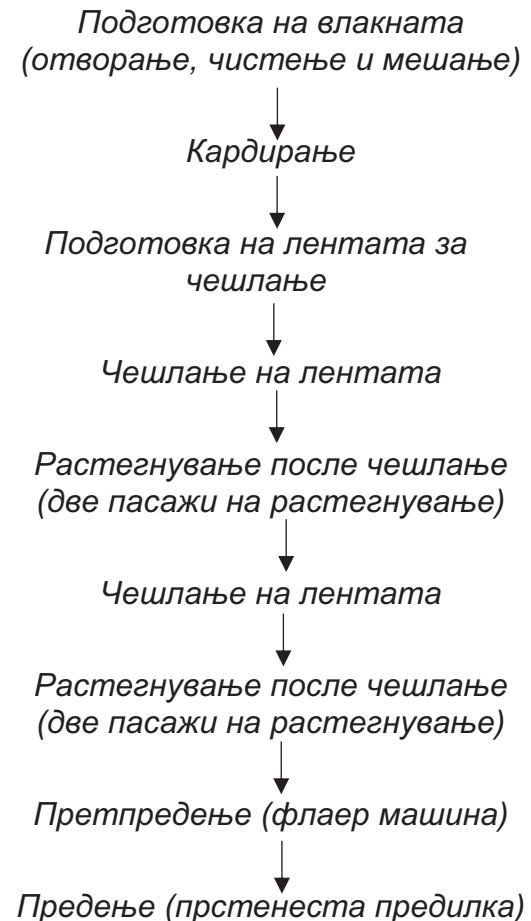 Подготовка на влакната
(отворање, чистење и мешање)
Кардирање
Подготовка на лентата за
чешлање
Чешлање на лентата
Растегнување после чешлање
(две пасажи на растегнување)
Чешлање на лентата
Растегнување после чешлање
(две пасажи на растегнување)
Претпредење (флаер машина)
Предење (прстенеста предилка)